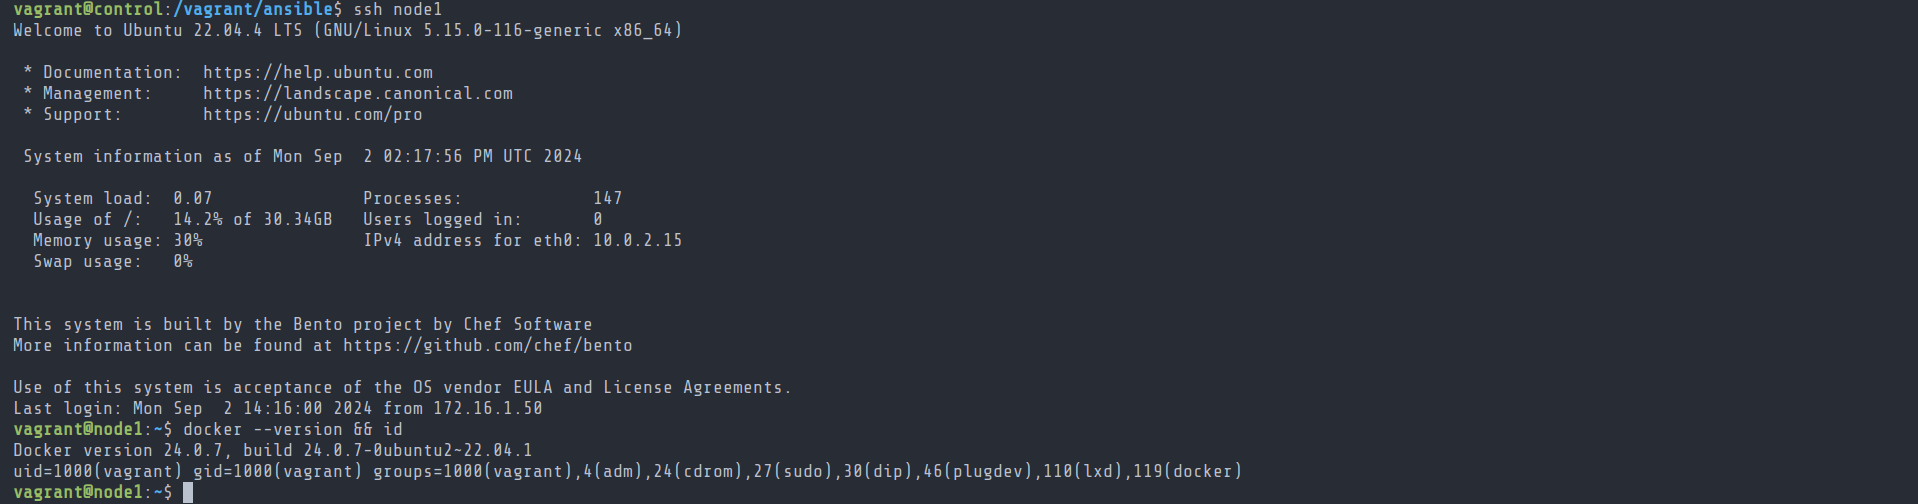 vagrant@control:/vagrant/ansible$ ssh node1
Welcome to Ubuntu 22.04.4 LTS (GNU/Linux 5.15.0-116-generic x86_64)
* Documentation:  https://help.ubuntu.com
* Management:     https://landscape.canonical.com
* Support:        https://ubuntu.com/pro
System information as of Mon Sep  2 02:17:56 PM UTC 2024
System load:  0.07               Processes:             147
Usage of /:   14.2% of 30.34GB   Users logged in:       0
Memory usage: 30%                IPv4 address for eth0: 10.0.2.15
Swap usage:   0%
This system is built by the Bento project by Chef Software
More information can be found at https://github.com/chef/bento
Use of this system is acceptance of the OS vendor EULA and License Agreements.
Last login: Mon Sep  2 14:16:00 2024 from 172.16.1.50
vagrant@node1:~$ docker --version && id
Docker version 24.0.7, build 24.0.7-0ubuntu2~22.04.1
uid=1000(vagrant) gid=1000(vagrant) groups=1000(vagrant),4(adm),24(cdrom),27(sudo),30(dip),46(plugdev),110(lxd),119(docker)
vagrant@node1:~$